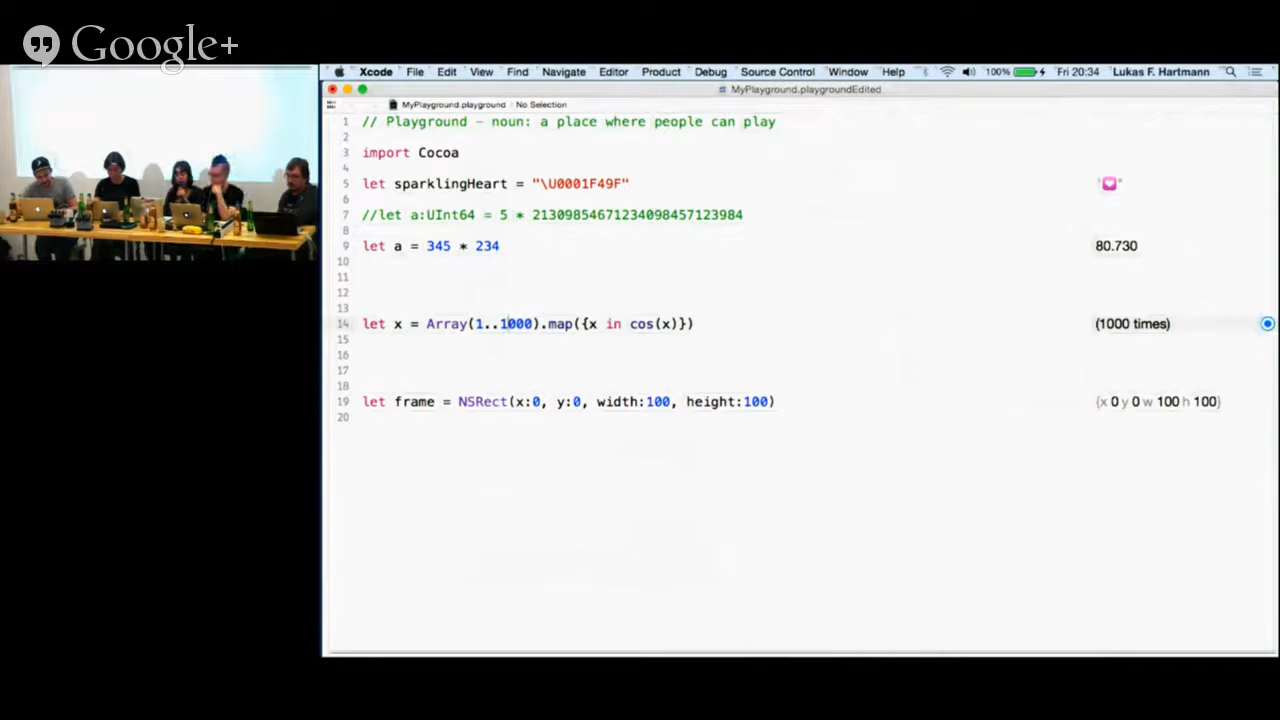 Google+
Xcode File Edit View Find Navigate Editor Product Debug Source Control Window Help 100% Fri 20:34 Lukas F. Hartmann
MyPlayground.playgroundEdited
MyPlayground.playground No Selection
1 // Playground – noun: a place where people can play
2
3 import Cocoa
4
5 let sparklingHeart = "\U0001F49F" "💟"
6
7 //let a:UInt64 = 5 * 21309854671234098457123984
8
9 let a = 345 * 234 80.730
10
11
12
13
14 let x = Array(1..1000).map({x in cos(x)}) (1000 times)
15
16
17
18
19 let frame = NSRect(x:0, y:0, width:100, height:100) {x 0 y 0 w 100 h 100}
20